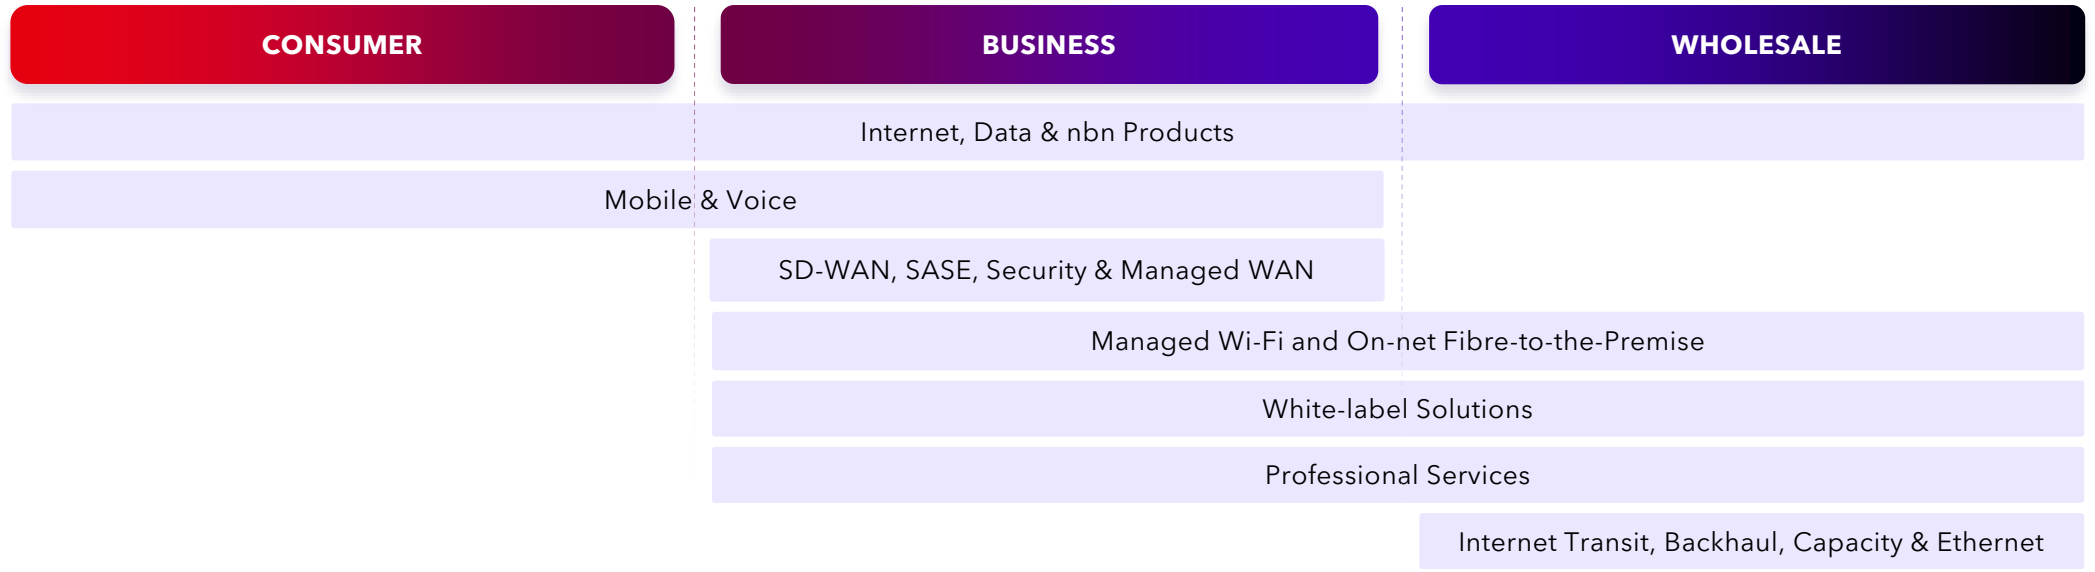 CONSUMER
BUSINESS
WHOLESALE
Internet, Data & nbn Products
Mobile & Voice
SD-WAN, SASE, Security & Managed WAN
Managed Wi-Fi and On-net Fibre-to-the-Premise
White-label Solutions
Professional Services
Internet Transit, Backhaul, Capacity & Ethernet